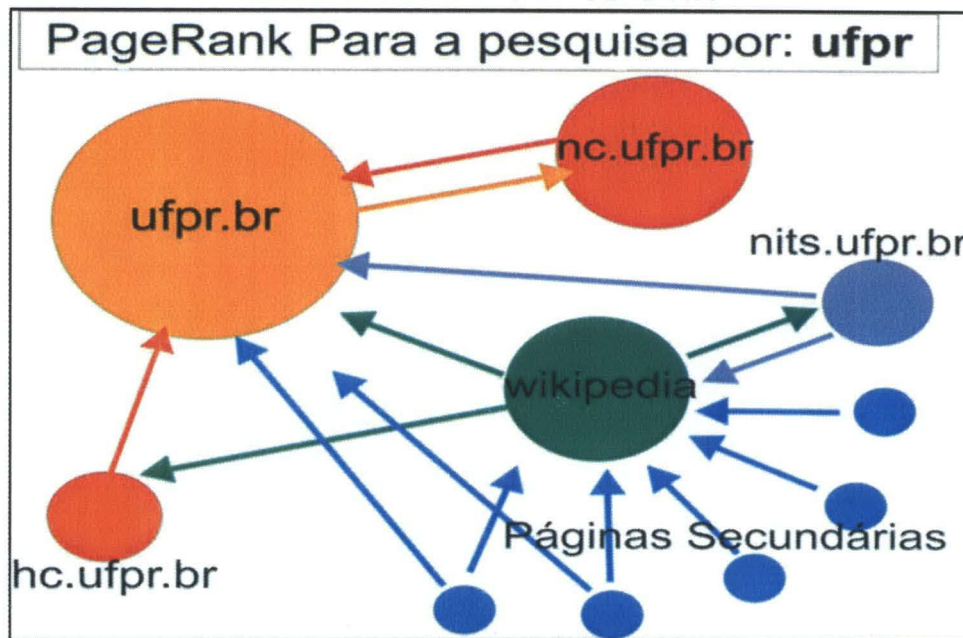 PageRank Para a pesquisa por: ufpr
nc.ufpr.br
ufpr.br
nits.ufpr.br
wikipedia
Páginas Secundárias
hc.ufpr.br